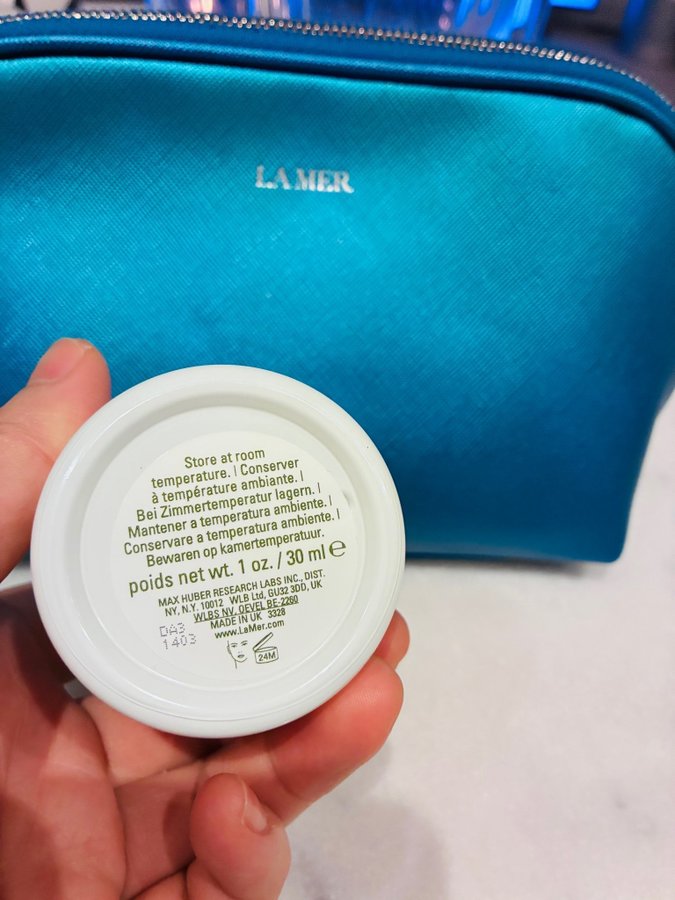 LA MER
Store at room
temperature. | Conserver
à température ambiante. |
Bei Zimmertemperatur lagern. |
Mantener a temperatura ambiente. |
Conservare a temperatura ambiente. |
Bewaren op kamertemperatuur.
poids net wt. 1 oz. / 30 ml ℮
MAX HUBER RESEARCH LABS INC., DIST.
NY, N.Y. 10012 WLB Ltd, GU32 3DD, UK
WLBS NV, OEVEL BE-2260
MADE IN UK 3328
www.LaMer.com
DA3
1403
24M